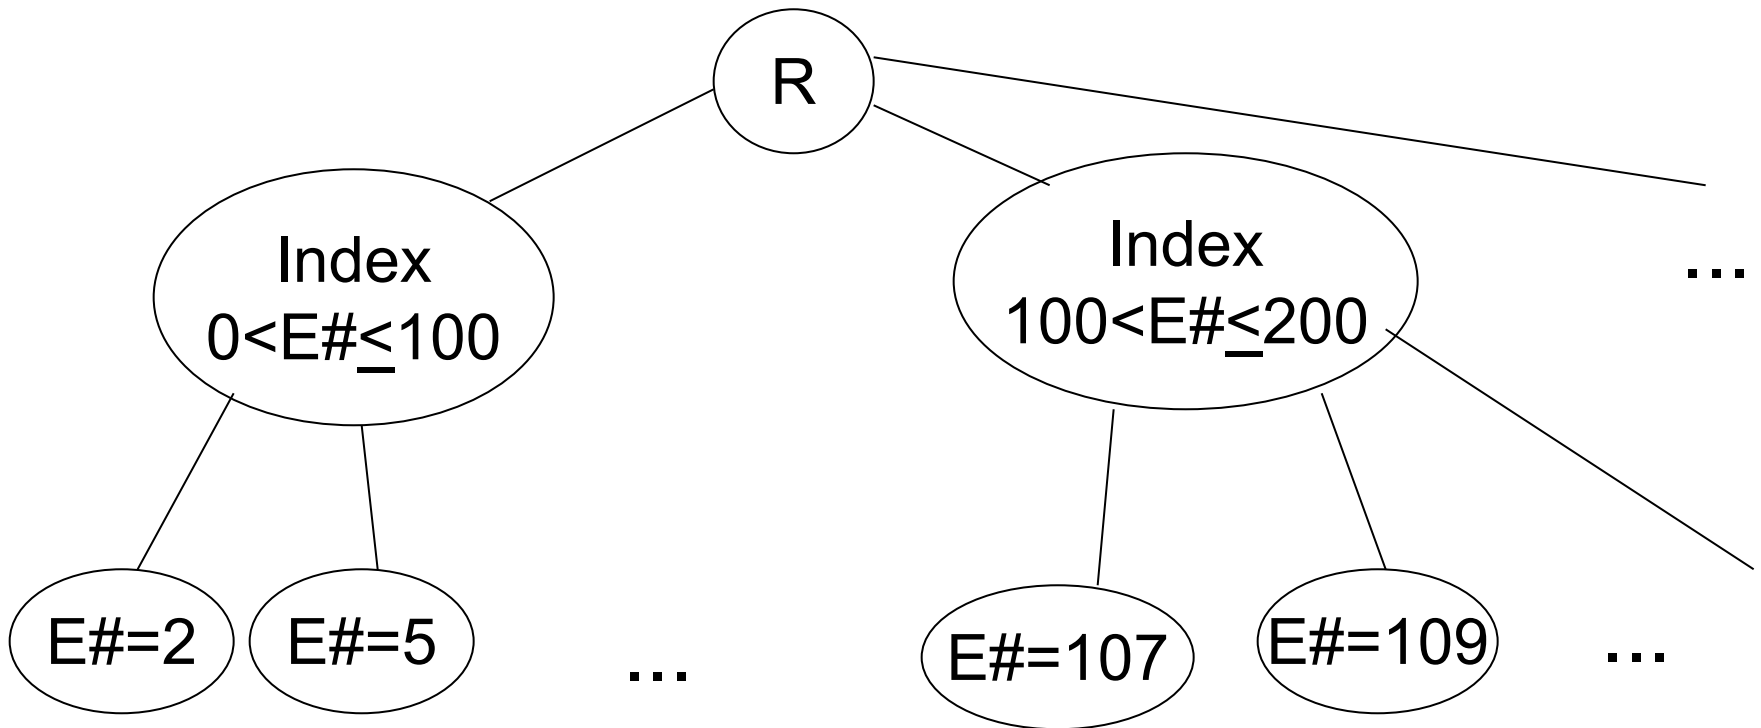 R
Index
0<E#≤100
Index
100<E#≤200
...
E#=2
E#=5
...
E#=107
E#=109
...